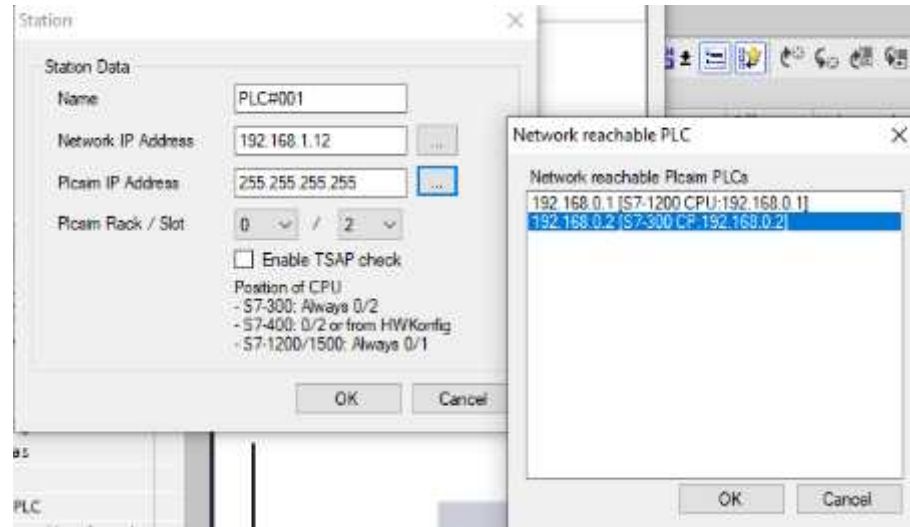 Station
Station Data
Name
PLC#001
Network IP Address
192.168.1.12
...
Plcsim IP Address
255.255.255.255
...
Plcsim Rack / Slot
0 / 2
Enable TSAP check
Position of CPU
- S7-300: Always 0/2
- S7-400: 0/2 or from HWKonfig
- S7-1200/1500: Always 0/1
OK
Cancel
Network reachable PLC
Network reachable Plcsim PLCs
192.168.0.1 [S7-1200 CPU:192.168.0.1]
192.168.0.2 [S7-300 CP:192.168.0.2]
OK
Cancel
as
PLC